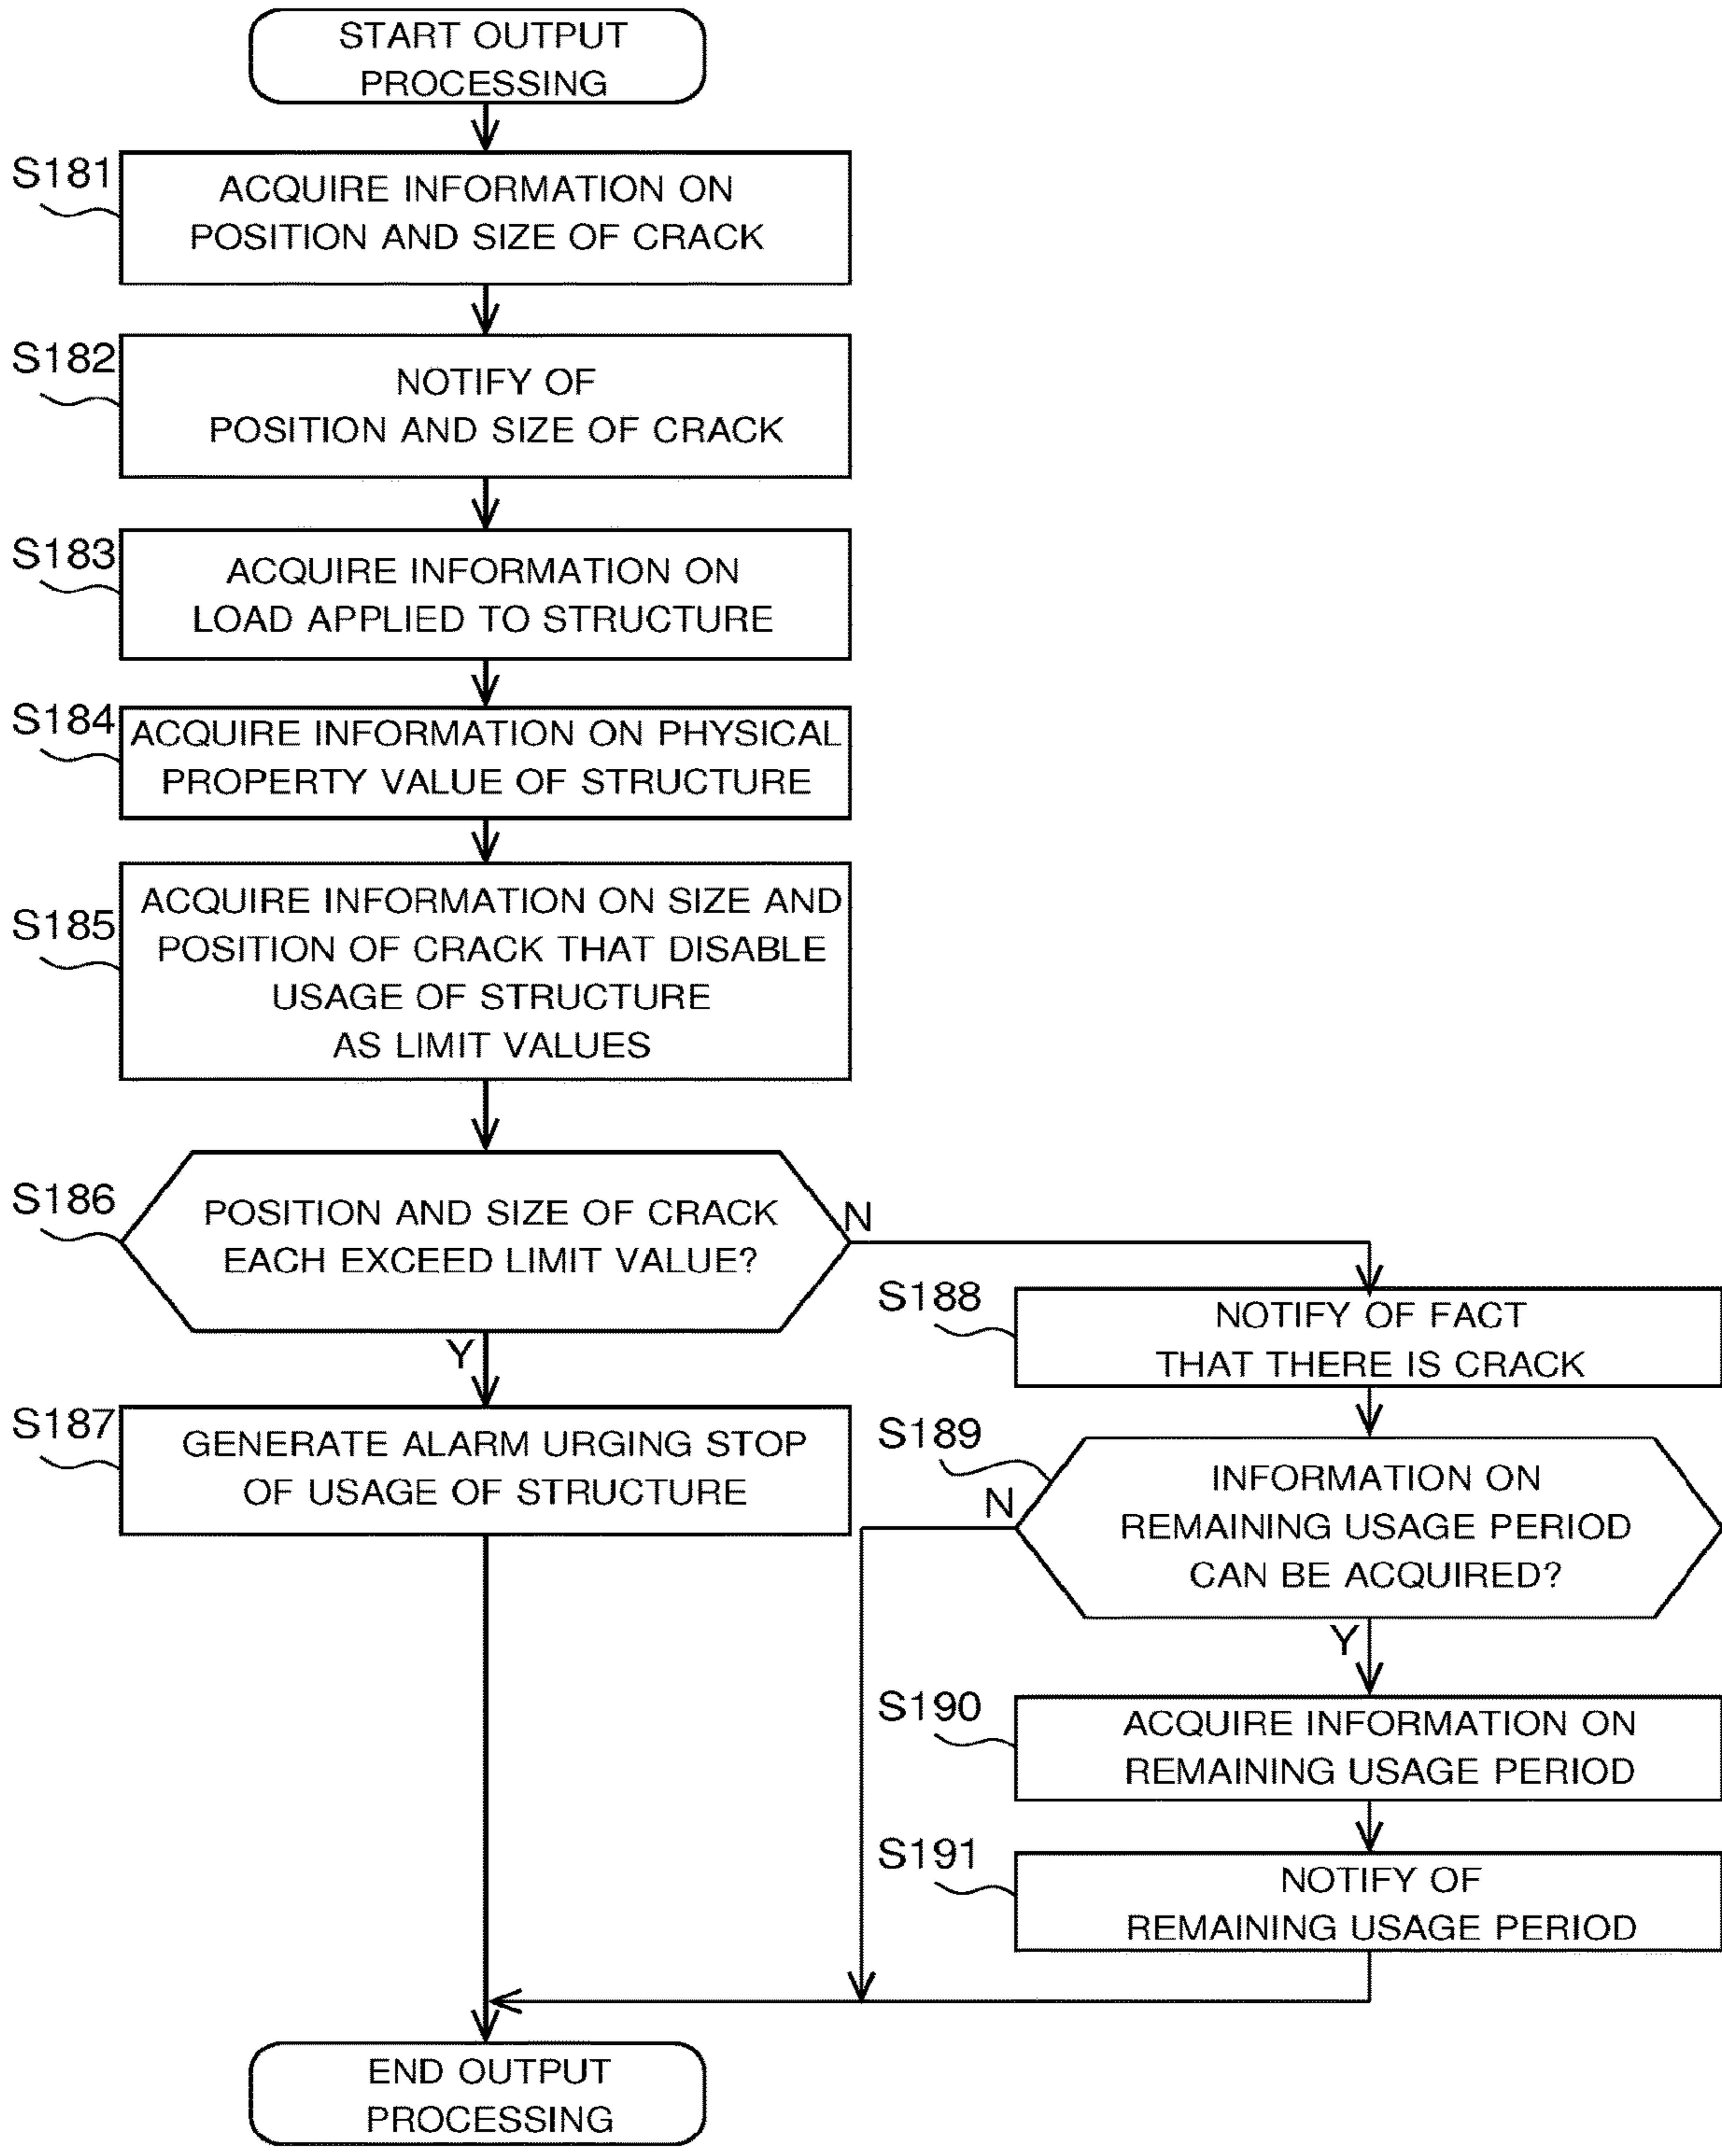 START OUTPUT
PROCESSING
S181
ACQUIRE INFORMATION ON
POSITION AND SIZE OF CRACK
S182
NOTIFY OF
POSITION AND SIZE OF CRACK
S183
ACQUIRE INFORMATION ON
LOAD APPLIED TO STRUCTURE
S184
ACQUIRE INFORMATION ON PHYSICAL
PROPERTY VALUE OF STRUCTURE
S185
ACQUIRE INFORMATION ON SIZE AND
POSITION OF CRACK THAT DISABLE
USAGE OF STRUCTURE
AS LIMIT VALUES
S186
POSITION AND SIZE OF CRACK
EACH EXCEED LIMIT VALUE?
N
Y
S187
GENERATE ALARM URGING STOP
OF USAGE OF STRUCTURE
S188
NOTIFY OF FACT
THAT THERE IS CRACK
S189
INFORMATION ON
REMAINING USAGE PERIOD
CAN BE ACQUIRED?
N
Y
S190
ACQUIRE INFORMATION ON
REMAINING USAGE PERIOD
S191
NOTIFY OF
REMAINING USAGE PERIOD
END OUTPUT
PROCESSING